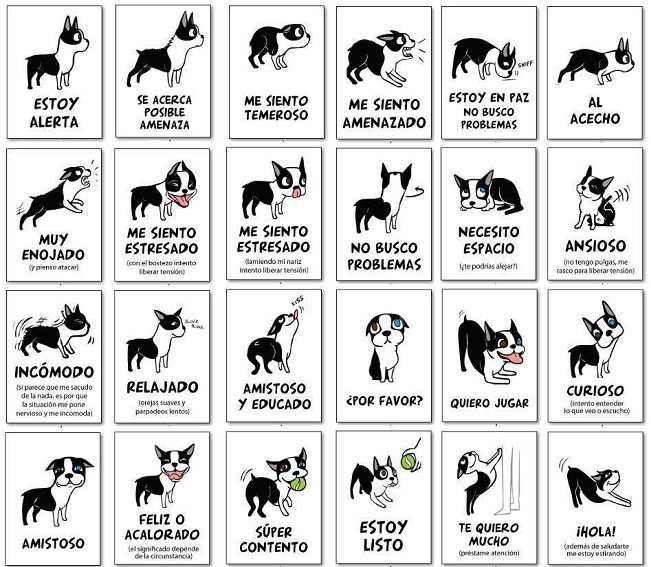 ESTOY
ALERTA
SE ACERCA
POSIBLE
AMENAZA
ME SIENTO
TEMEROSO
ME SIENTO
AMENAZADO
SNIFF
ESTOY EN PAZ
NO BUSCO
PROBLEMAS
AL
ACECHO
MUY
ENOJADO
(y pienso atacar)
ME SIENTO
ESTRESADO
(con el bostezo intento
liberar tensión)
ME SIENTO
ESTRESADO
(lamiendo mi nariz
intento liberar tensión)
NO BUSCO
PROBLEMAS
NECESITO
ESPACIO
(¿te podrías alejar?)
ANSIOSO
(no tengo pulgas, me
rasco para liberar tensión)
INCÓMODO
(si parece que me sacudo
de la nada, es por que
la situación me pone
nervioso y me incomoda)
BLINK
BLINK
RELAJADO
(orejas suaves y
parpadeos lentos)
KISS
AMISTOSO
Y EDUCADO
¿POR FAVOR?
QUIERO JUGAR
CURIOSO
(intento entender
lo que veo o escucho)
AMISTOSO
FELIZ O
ACALORADO
(el significado depende
de la circunstancia)
SÚPER
CONTENTO
ESTOY
LISTO
TE QUIERO
MUCHO
(préstame atención)
¡HOLA!
(además de saludarte
me estoy estirando)